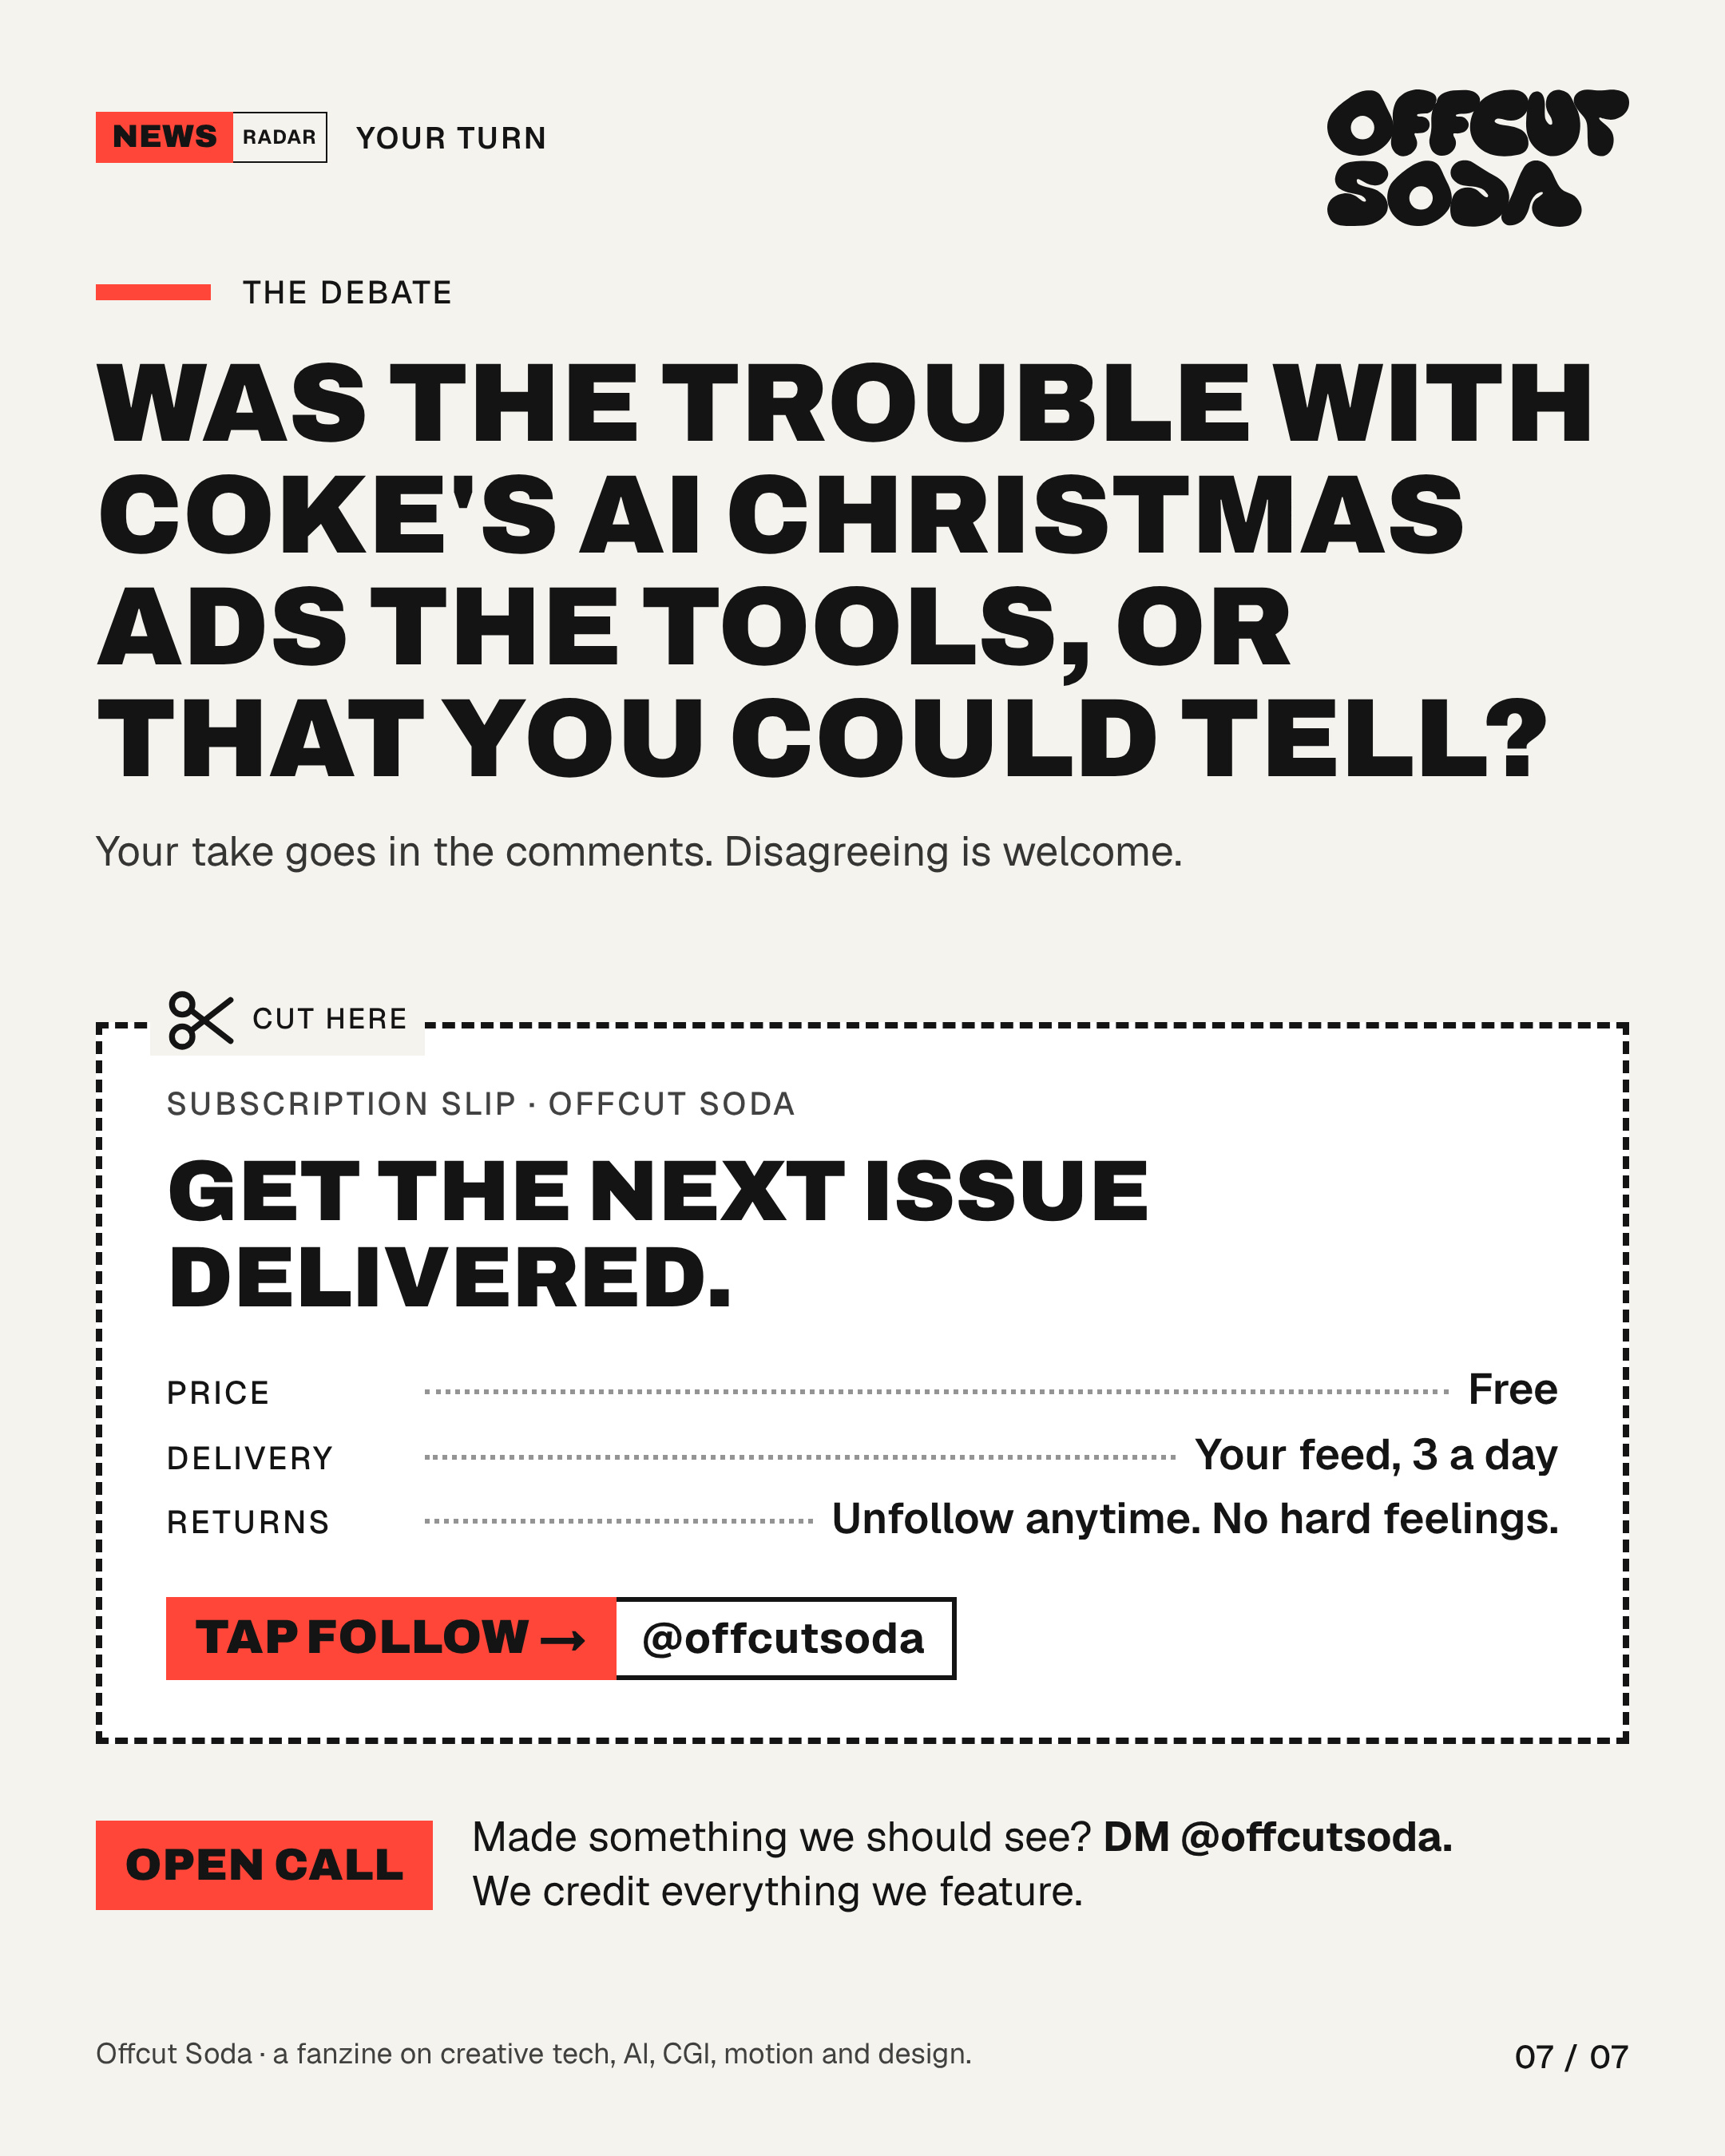 NEWS RADAR YOUR TURN
OFFCUT
SODA
THE DEBATE
WAS THE TROUBLE WITH
COKE'S AI CHRISTMAS
ADS THE TOOLS, OR
THAT YOU COULD TELL?
Your take goes in the comments. Disagreeing is welcome.
CUT HERE
SUBSCRIPTION SLIP · OFFCUT SODA
GET THE NEXT ISSUE
DELIVERED.
PRICE Free
DELIVERY Your feed, 3 a day
RETURNS Unfollow anytime. No hard feelings.
TAP FOLLOW → @offcutsoda
OPEN CALL
Made something we should see? DM @offcutsoda.
We credit everything we feature.
Offcut Soda · a fanzine on creative tech, AI, CGI, motion and design.
07 / 07